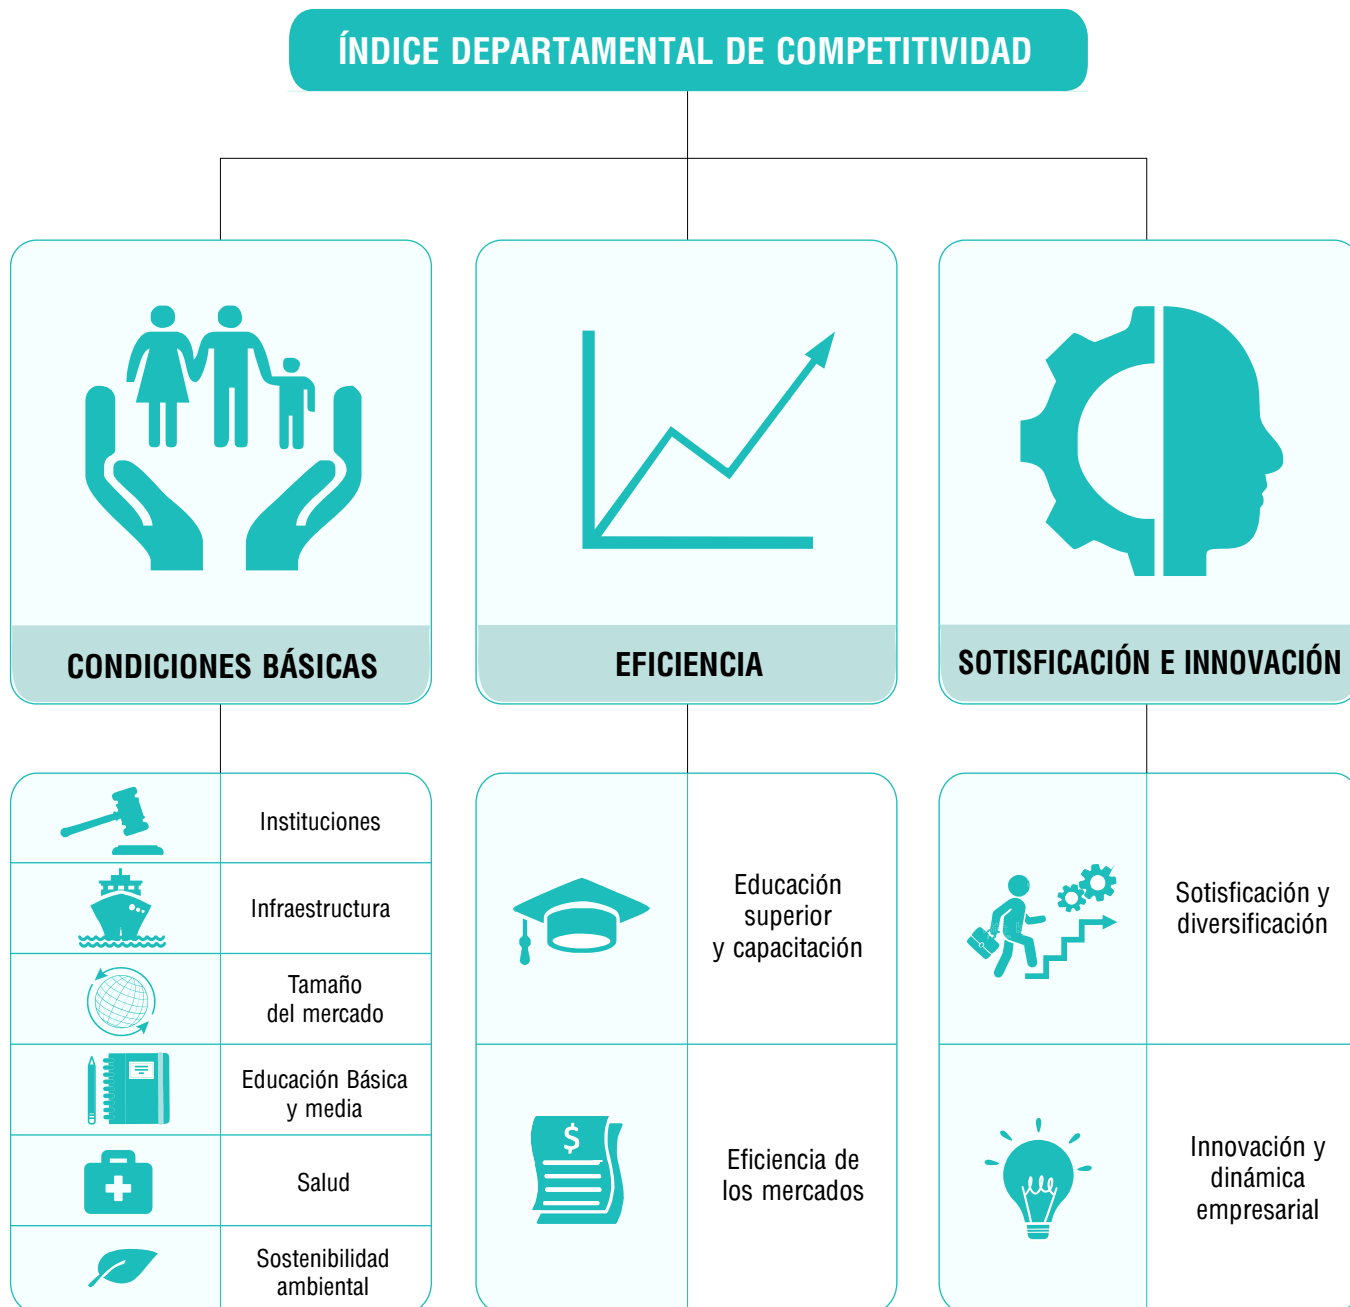 ÍNDICE DEPARTAMENTAL DE COMPETITIVIDAD
CONDICIONES BÁSICAS
EFICIENCIA
SOTISFICACIÓN E INNOVACIÓN
Instituciones
Infraestructura
Tamaño
del mercado
Educación Básica
y media
Salud
Sostenibilidad
ambiental
Educación
superior
y capacitación
$
Eficiencia de
los mercados
Sotisficación y
diversificación
Innovación y
dinámica
empresarial